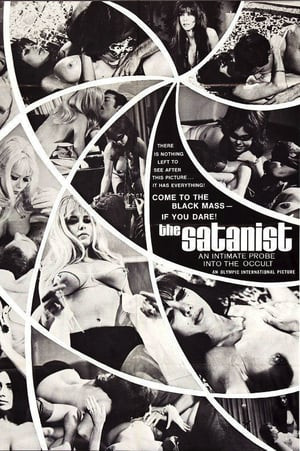 THERE
IS NOTHING
LEFT TO
SEE AFTER
THIS PICTURE...
IT HAS EVERYTHING!
COME TO THE
BLACK MASS—
IF YOU DARE!
the satanist
AN INTIMATE PROBE
INTO THE OCCULT
AN OLYMPIC INTERNATIONAL PICTURE